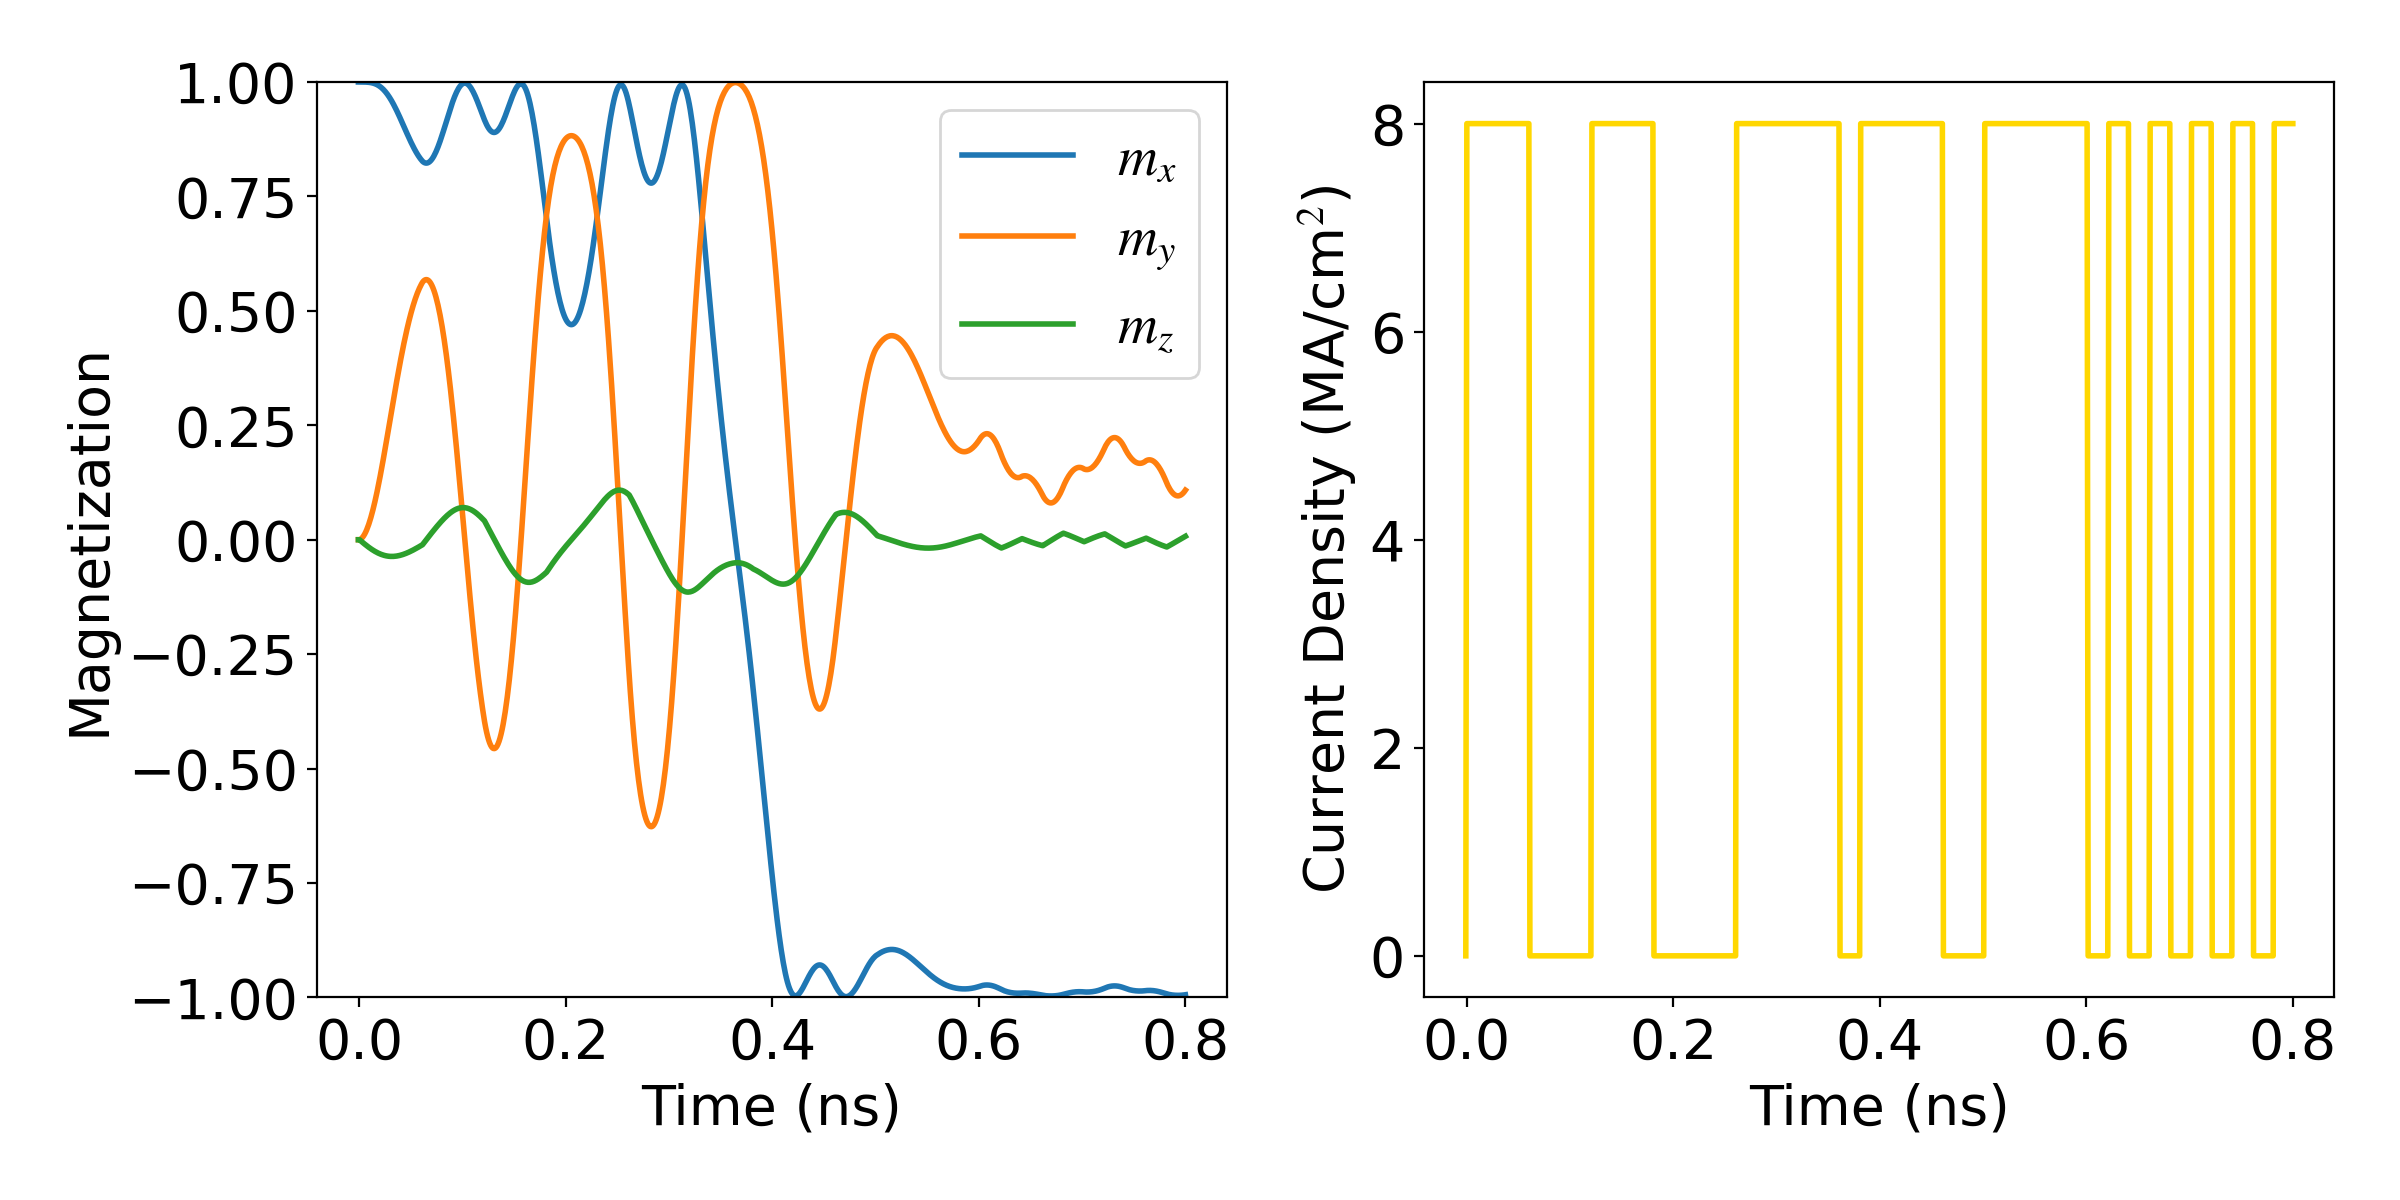 Magnetization
1.00
0.75
0.50
0.25
0.00
−0.25
−0.50
−0.75
−1.00
0.0 0.2 0.4 0.6 0.8
Time (ns)
m_x
m_y
m_z
Current Density (MA/cm²)
8
6
4
2
0
0.0 0.2 0.4 0.6 0.8
Time (ns)